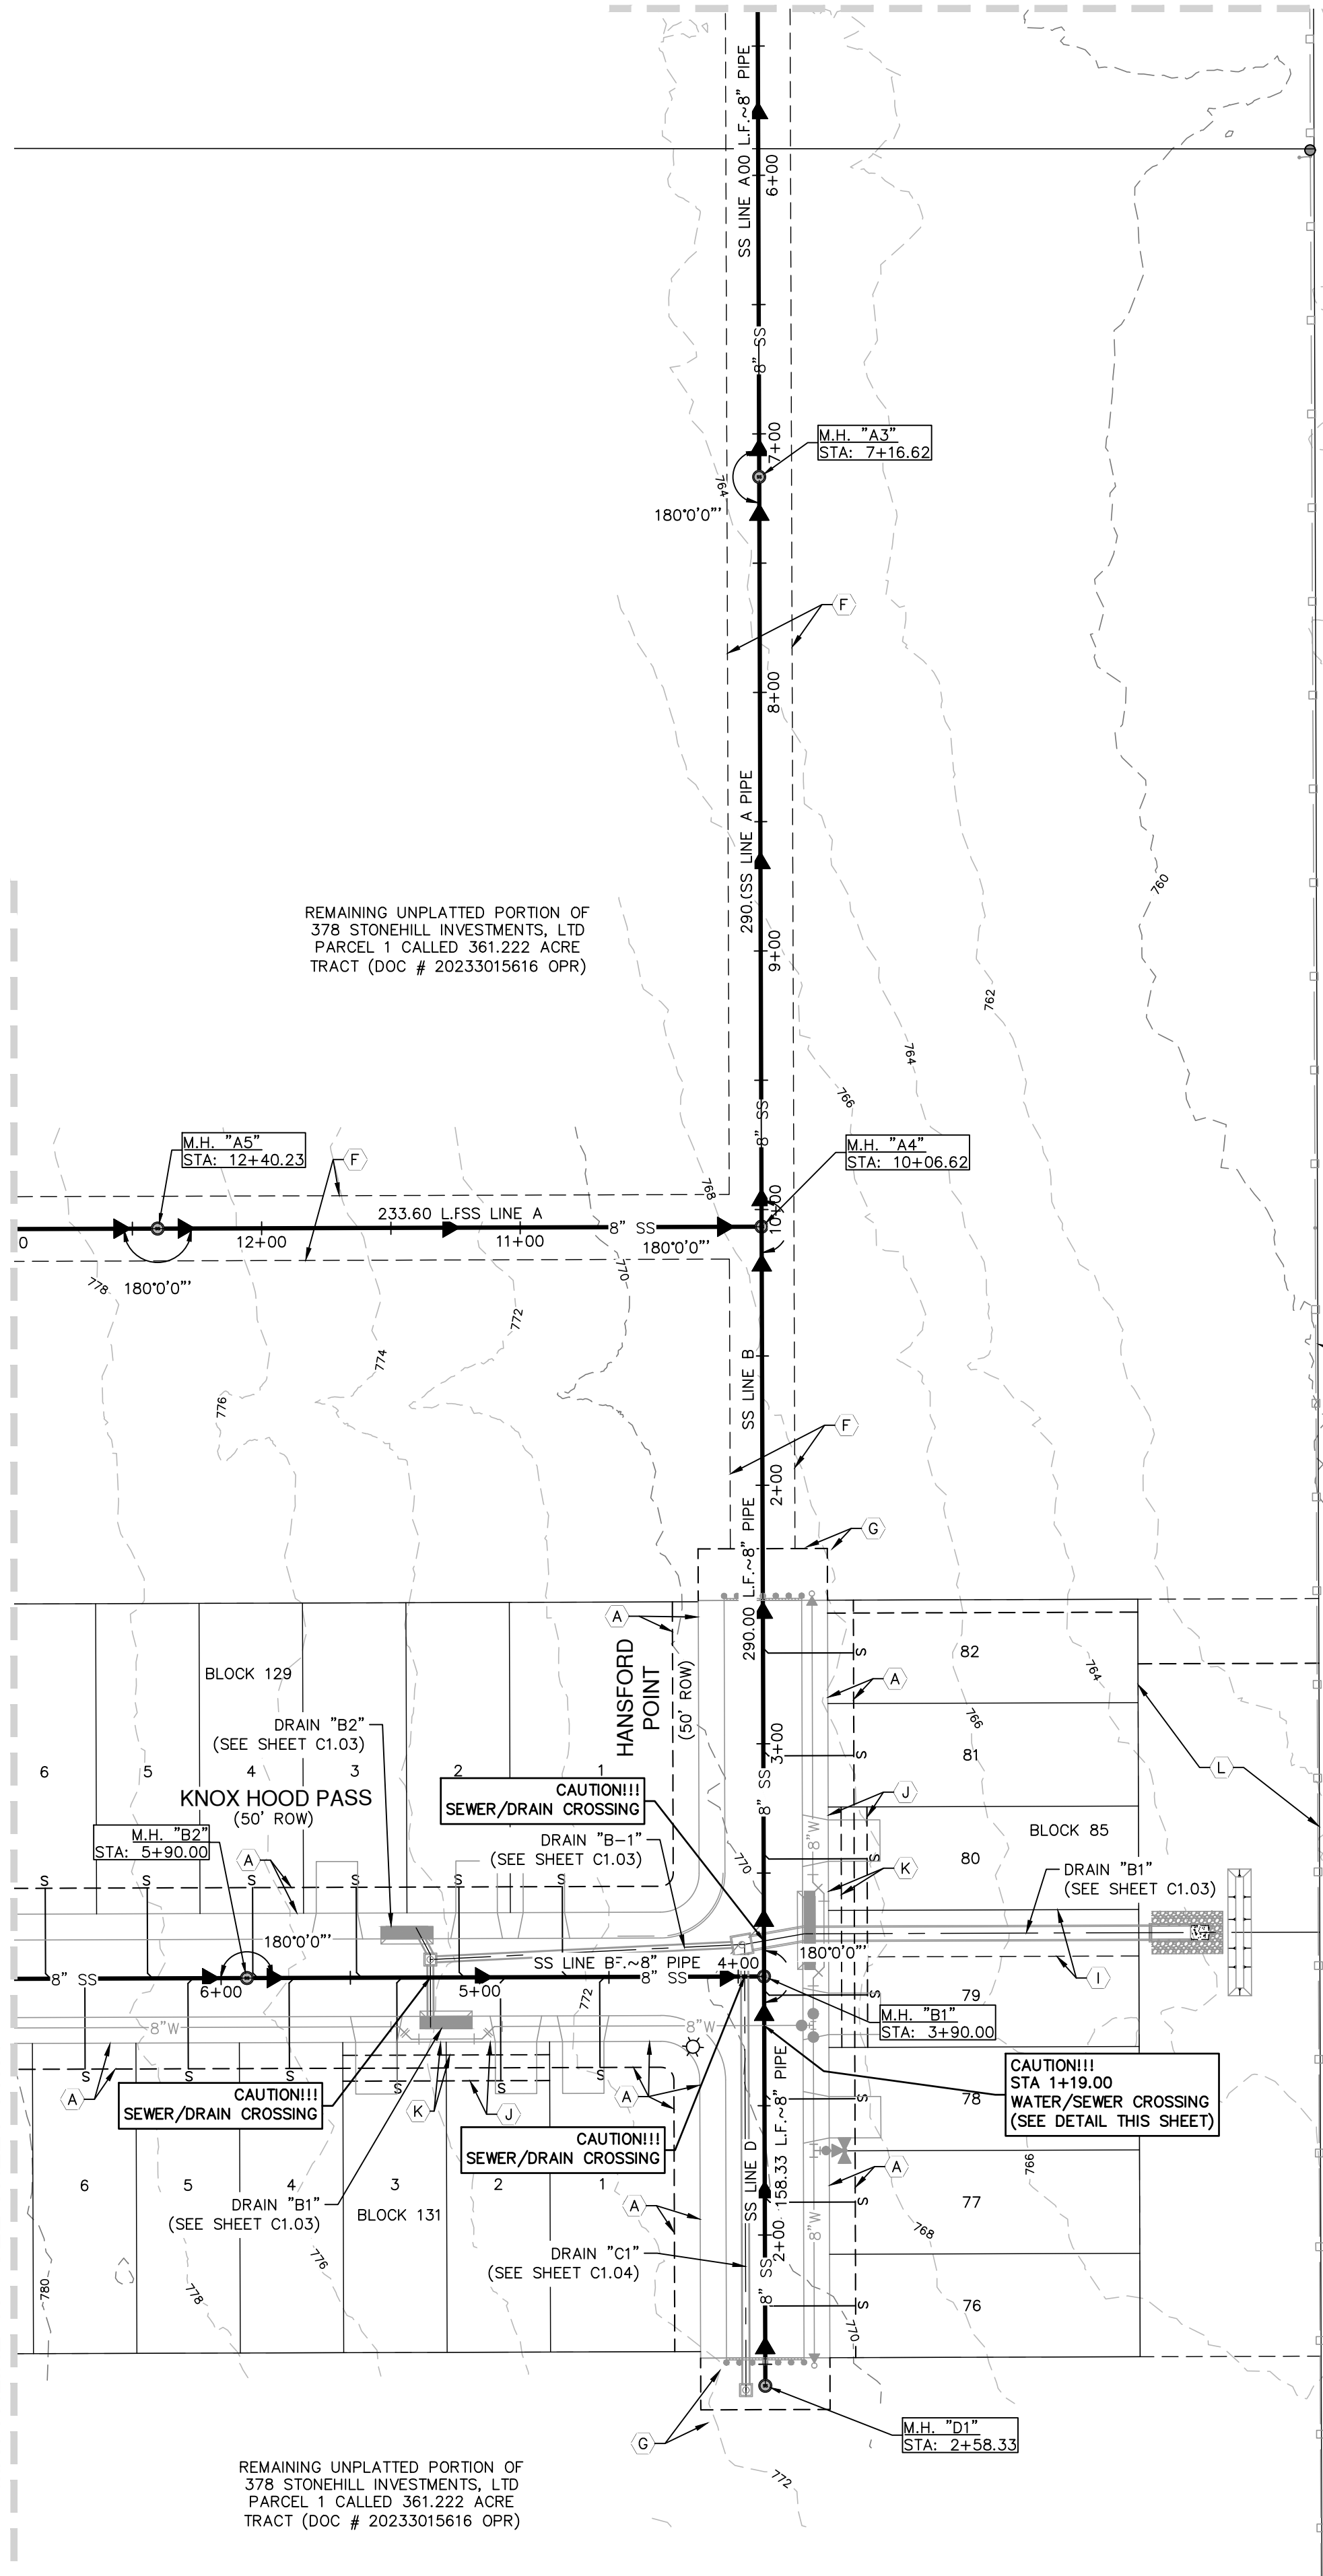 SS LINE A
00 L.F.~8" PIPE
6+00
8" SS
7+00
M.H. "A3"
STA: 7+16.62
764
180°0'0"'
F
8+00
290.
SS LINE A
PIPE
760
REMAINING UNPLATTED PORTION OF
378 STONEHILL INVESTMENTS, LTD
PARCEL 1 CALLED 361.222 ACRE
TRACT (DOC # 20233015616 OPR)
9+00
762
764
766
8" SS
M.H. "A5"
STA: 12+40.23
F
M.H. "A4"
STA: 10+06.62
768
10+00
233.60 L.F
SS LINE A
8" SS
0
12+00
11+00
180°0'0"'
778
180°0'0"'
770
772
774
776
SS LINE B
F
2+00
290.00 L.F.~8" PIPE
G
A
HANSFORD
POINT
(50' ROW)
S
82
BLOCK 129
764
A
DRAIN "B2"
(SEE SHEET C1.03)
766
3+00
S
81
6
5
4
3
2
1
L
KNOX HOOD PASS
(50' ROW)
CAUTION!!!
SEWER/DRAIN CROSSING
8" SS
J
BLOCK 85
M.H. "B2"
STA: 5+90.00
8"W
DRAIN "B-1"
(SEE SHEET C1.03)
770
S
80
A
K
DRAIN "B1"
(SEE SHEET C1.03)
S
S
S
S
S
S
180°0'0"'
180°0'0"'
SS LINE B
F.~8" PIPE
4+00
8" SS
8" SS
6+00
5+00
772
I
S
79
M.H. "B1"
STA: 3+90.00
8"W
8"W
CAUTION!!!
STA 1+19.00
WATER/SEWER CROSSING
(SEE DETAIL THIS SHEET)
S
S
S
S
S
S
A
A
CAUTION!!!
SEWER/DRAIN CROSSING
K
J
S
78
CAUTION!!!
SEWER/DRAIN CROSSING
SS LINE D
158.33 L.F.~8" PIPE
766
A
6
5
4
3
2
1
S
77
DRAIN "B1"
(SEE SHEET C1.03)
BLOCK 131
A
8"W
768
2+00
DRAIN "C1"
(SEE SHEET C1.04)
776
778
780
8" SS
S
76
770
G
M.H. "D1"
STA: 2+58.33
REMAINING UNPLATTED PORTION OF
378 STONEHILL INVESTMENTS, LTD
PARCEL 1 CALLED 361.222 ACRE
TRACT (DOC # 20233015616 OPR)
772